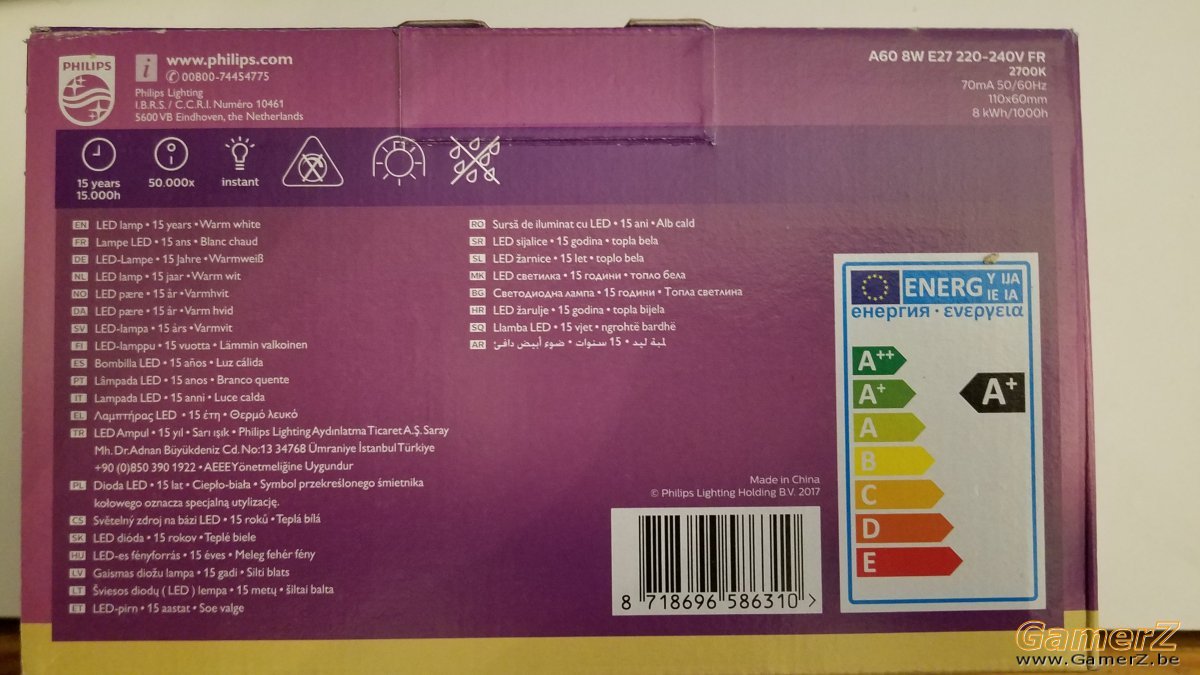 PHILIPS
www.philips.com
00800-74454775
Philips Lighting
I.B.R.S. / C.C.R.I. Numéro 10461
5600 VB Eindhoven, the Netherlands
A60 8W E27 220-240V FR
2700K
70mA 50/60Hz
110x60mm
8 kWh/1000h
15 years
15.000h
50.000x
instant
EN LED lamp • 15 years • Warm white
FR Lampe LED • 15 ans • Blanc chaud
DE LED-Lampe • 15 Jahre • Warmweiß
NL LED lamp • 15 jaar • Warm wit
NO LED pære • 15 år • Varmhvit
DA LED pære • 15 år • Varm hvid
SV LED-lampa • 15 års • Varmvit
FI LED-lamppu • 15 vuotta • Lämmin valkoinen
ES Bombilla LED • 15 años • Luz cálida
PT Lâmpada LED • 15 anos • Branco quente
IT Lampada LED • 15 anni • Luce calda
EL Λαμπτήρας LED • 15 έτη • Θερμό λευκό
TR LED Ampul • 15 yıl • Sarı ışık • Philips Lighting Aydınlatma Ticaret A.Ş. Saray
Mh. Dr. Adnan Büyükdeniz Cd. No:13 34768 Ümraniye İstanbul Türkiye
+90 (0)850 390 1922 • AEEE Yönetmeliğine Uygundur
PL Dioda LED • 15 lat • Ciepło-biała • Symbol przekreślonego śmietnika
kołowego oznacza specjalną utylizację.
CS Světelný zdroj na bázi LED • 15 roků • Teplá bílá
SK LED dióda • 15 rokov • Teplé biele
HU LED-es fényforrás • 15 éves • Meleg fehér fény
LV Gaismas diožu lampa • 15 gadi • Silti blats
LT Šviesos diodų ( LED ) lempa • 15 metų • šiltai balta
ET LED-pirn • 15 aastat • Soe valge
RO Sursă de iluminat cu LED • 15 ani • Alb cald
SR LED sijalice • 15 godina • topla bela
SL LED žarnice • 15 let • toplo bela
MK LED светилка • 15 години • топло бела
BG Светодиодна лампа • 15 години • Топла светлина
HR LED žarulje • 15 godina • topla bijela
SQ Llamba LED • 15 vjet • ngrohtë bardhë
AR لمبة ليد • 15 سنوات • ضوء أبيض دافئ
Made in China
© Philips Lighting Holding B.V. 2017
8 718696 586310 >
ENERG Y IJA
IE IA
енергия · ενεργεια
A++
A+
A+
A
B
C
D
E
GamerZ
www.GamerZ.be